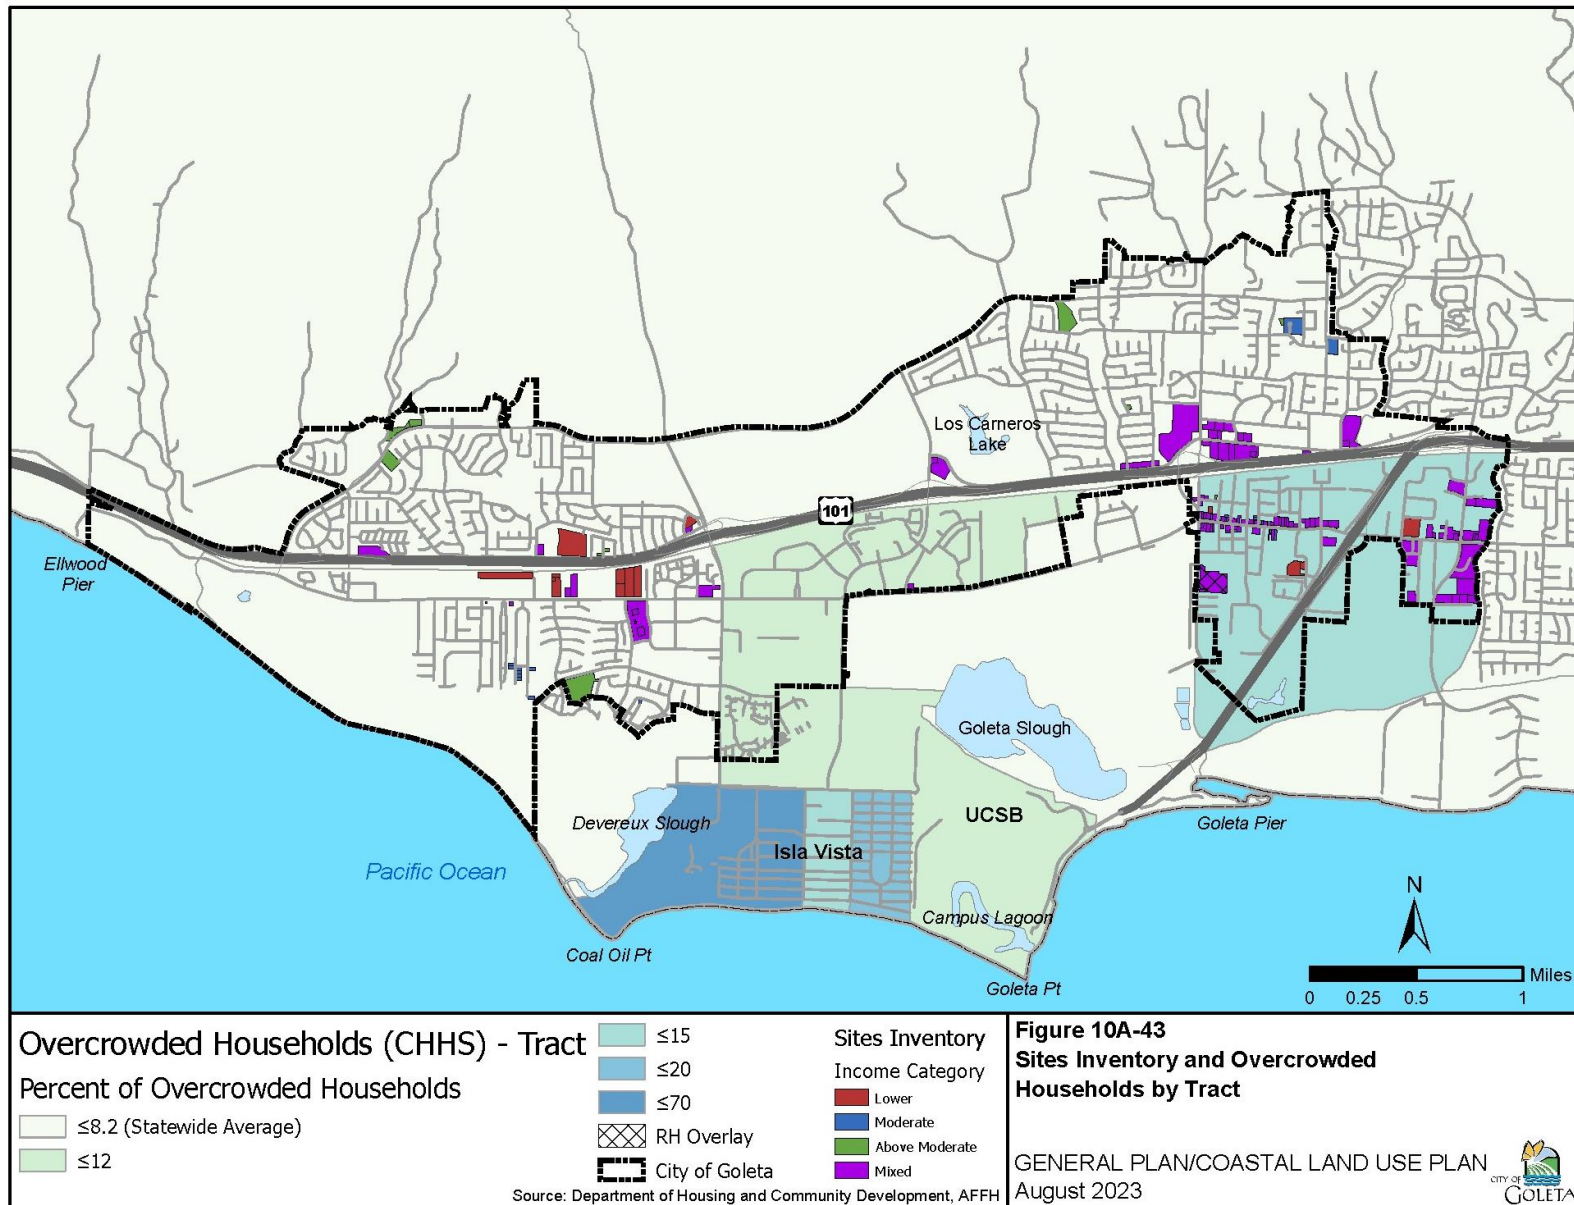 Los Carneros
Lake
101
Ellwood
Pier
Goleta Slough
Devereux Slough
UCSB
Goleta Pier
Isla Vista
Pacific Ocean
Campus Lagoon
Coal Oil Pt
Goleta Pt
N
Miles
0 0.25 0.5 1
Overcrowded Households (CHHS) - Tract
Percent of Overcrowded Households
≤8.2 (Statewide Average)
≤12
≤15
≤20
≤70
RH Overlay
City of Goleta
Sites Inventory
Income Category
Lower
Moderate
Above Moderate
Mixed
Source: Department of Housing and Community Development, AFFH
Figure 10A-43
Sites Inventory and Overcrowded
Households by Tract
GENERAL PLAN/COASTAL LAND USE PLAN
August 2023
CITY OF
GOLETA